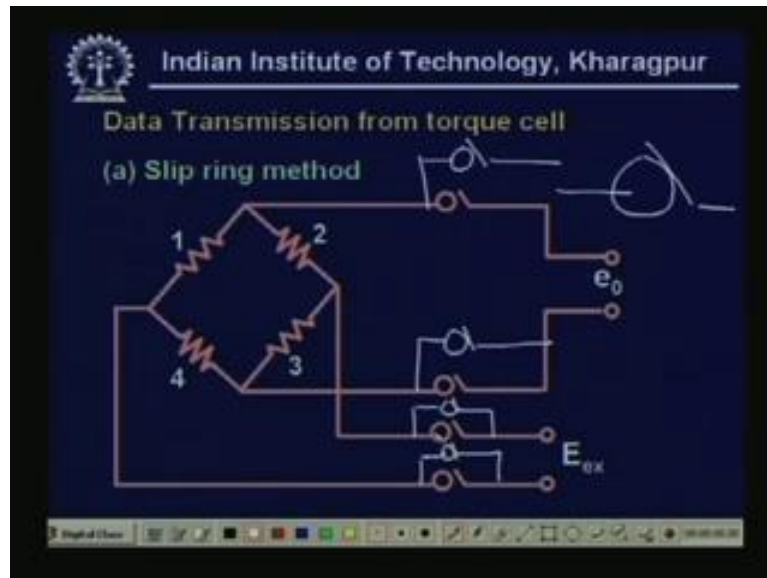 Indian Institute of Technology, Kharagpur
Data Transmission from torque cell
(a) Slip ring method
1
2
e0
4
3
Eex